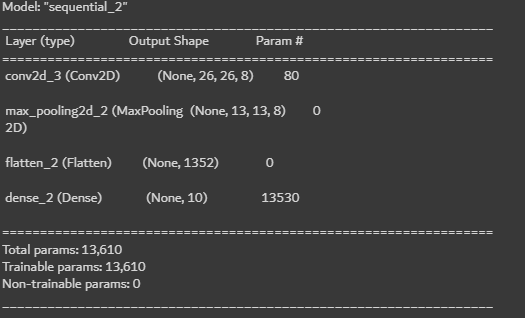 Model: "sequential_2"
_________________________________________________________________
Layer (type) Output Shape Param #
=================================================================
conv2d_3 (Conv2D) (None, 26, 26, 8) 80
max_pooling2d_2 (MaxPooling (None, 13, 13, 8) 0
2D)
flatten_2 (Flatten) (None, 1352) 0
dense_2 (Dense) (None, 10) 13530
=================================================================
Total params: 13,610
Trainable params: 13,610
Non-trainable params: 0
_________________________________________________________________